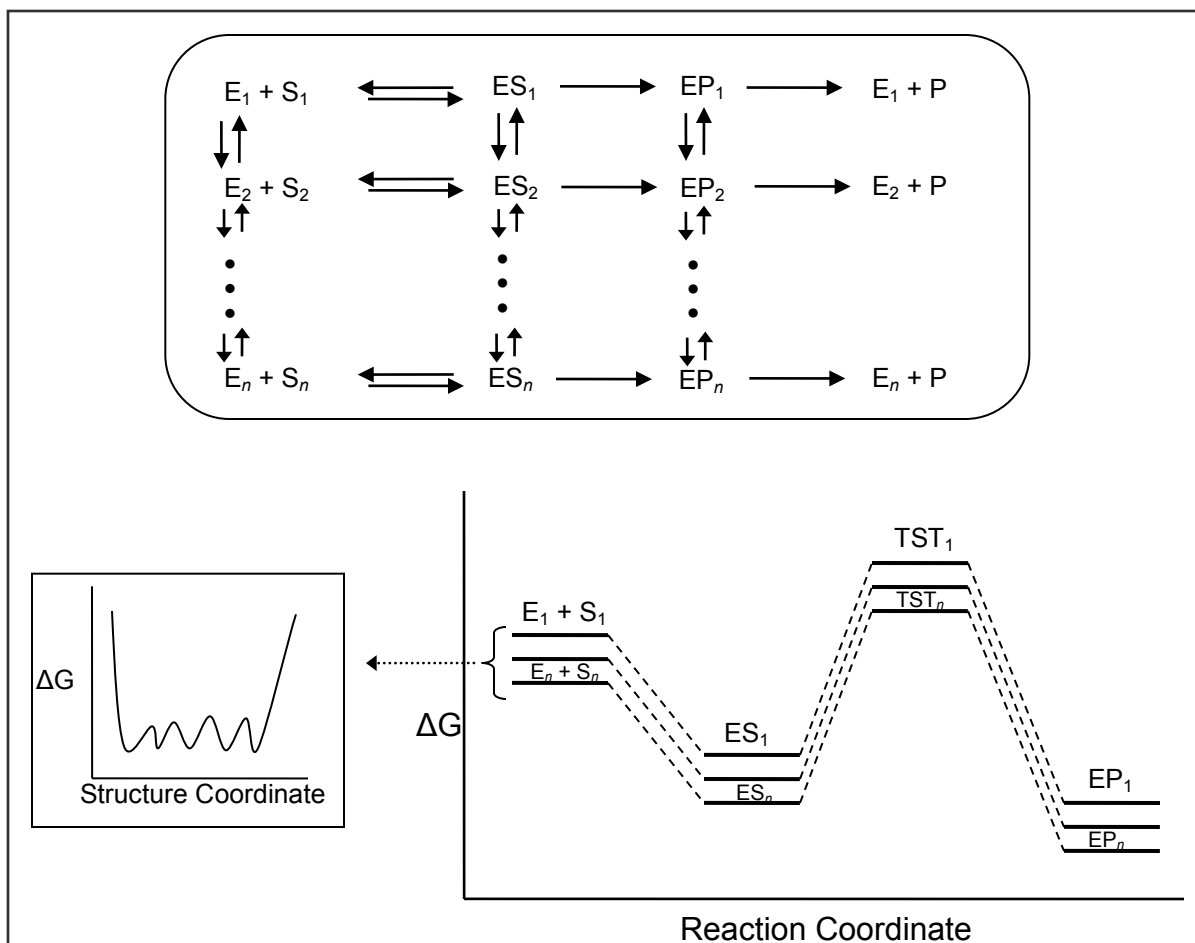 E₁ + S₁ ES₁ EP₁ E₁ + P
E₂ + S₂ ES₂ EP₂ E₂ + P
Eₙ + Sₙ ESₙ EPₙ Eₙ + P
TST₁
TSTₙ
E₁ + S₁
Eₙ + Sₙ
ΔG
ΔG
ES₁
ESₙ
EP₁
EPₙ
Structure Coordinate
Reaction Coordinate